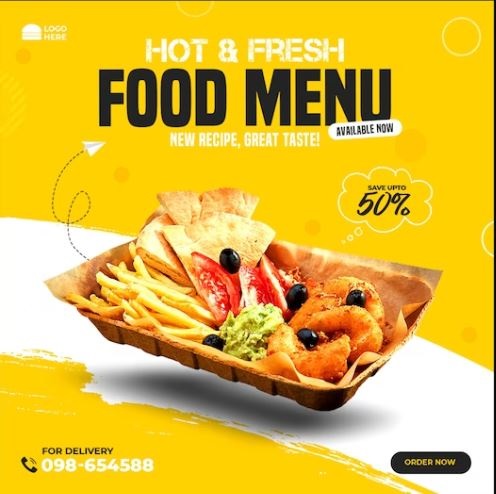 LOGO
HERE
HOT & FRESH
FOOD MENU
AVAILABLE NOW
NEW RECIPE, GREAT TASTE!
SAVE UPTO
50%
FOR DELIVERY
098-654588
ORDER NOW